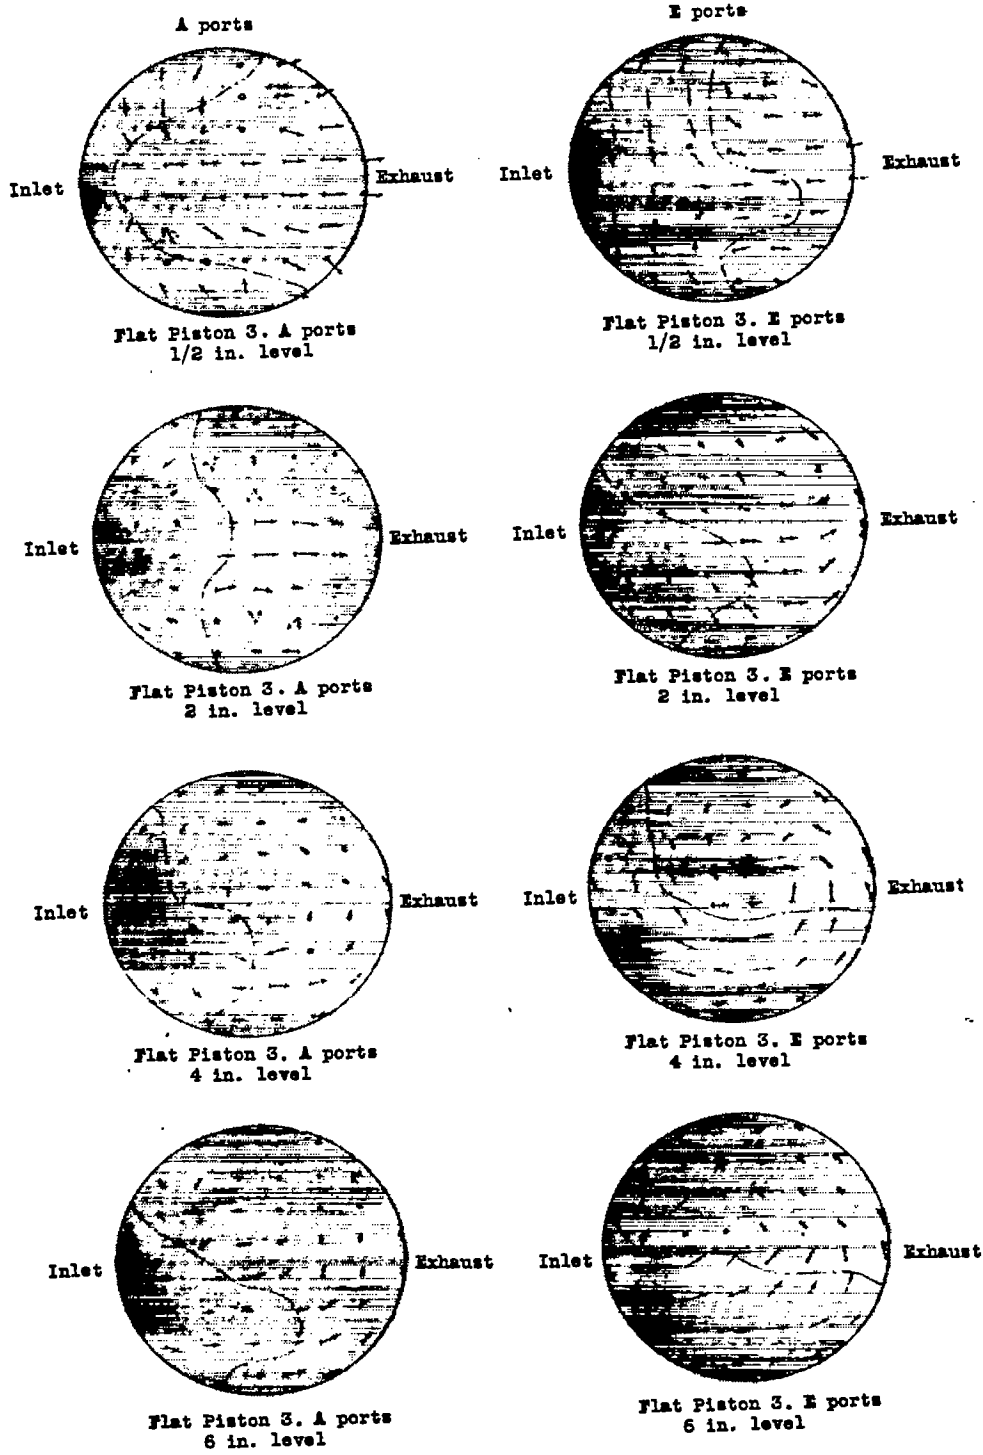 A ports
E ports
Inlet
Exhaust
Inlet
Exhaust
Flat Piston 3. A ports
1/2 in. level
Flat Piston 3. E ports
1/2 in. level
Inlet
Exhaust
Inlet
Exhaust
Flat Piston 3. A ports
2 in. level
Flat Piston 3. E ports
2 in. level
Inlet
Exhaust
Inlet
Exhaust
Flat Piston 3. A ports
4 in. level
Flat Piston 3. E ports
4 in. level
Inlet
Exhaust
Inlet
Exhaust
Flat Piston 3. A ports
6 in. level
Flat Piston 3. E ports
6 in. level